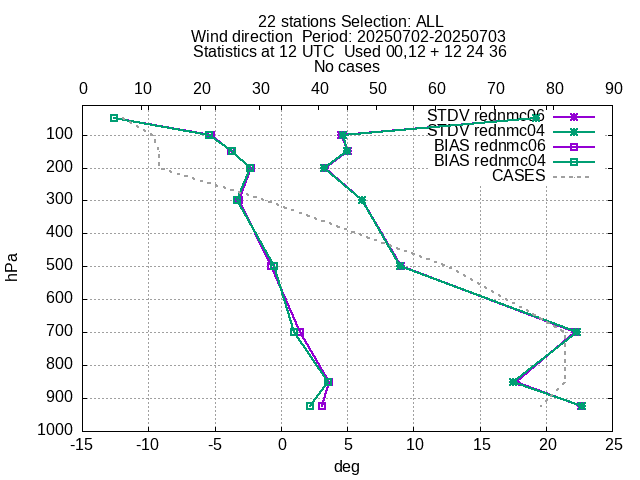 22 stations Selection: ALL
Wind direction  Period: 20250702-20250703
Statistics at 12 UTC  Used 00,12 + 12 24 36
No cases
0 10 20 30 40 50 60 70 80 90
STDV rednmc06
STDV rednmc04
BIAS rednmc06
BIAS rednmc04
CASES
100
200
300
400
500
600
700
800
900
1000
hPa
-15 -10 -5 0 5 10 15 20 25
deg